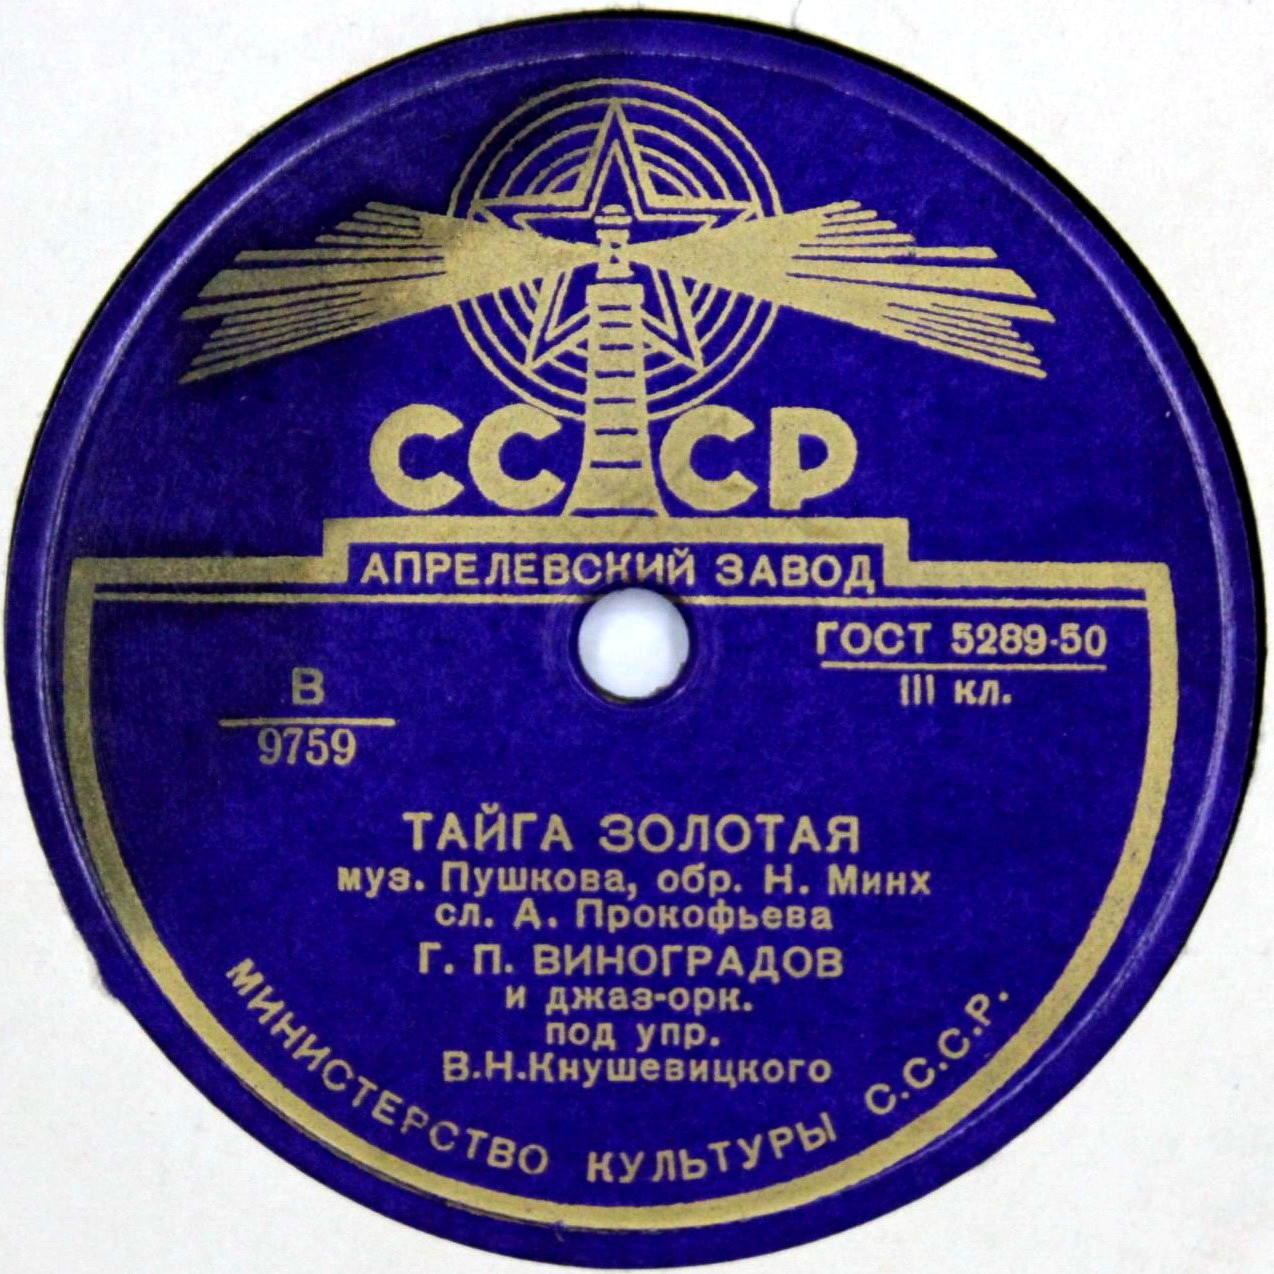 СССР
АПРЕЛЕВСКИЙ ЗАВОД
ГОСТ 5289-50
III кл.
В
9759
ТАЙГА ЗОЛОТАЯ
муз. Пушкова, обр. Н. Минх
сл. А. Прокофьева
Г. П. ВИНОГРАДОВ
и джаз-орк.
под упр.
В.Н.Кнушевицкого
МИНИСТЕРСТВО КУЛЬТУРЫ С.С.С.Р.